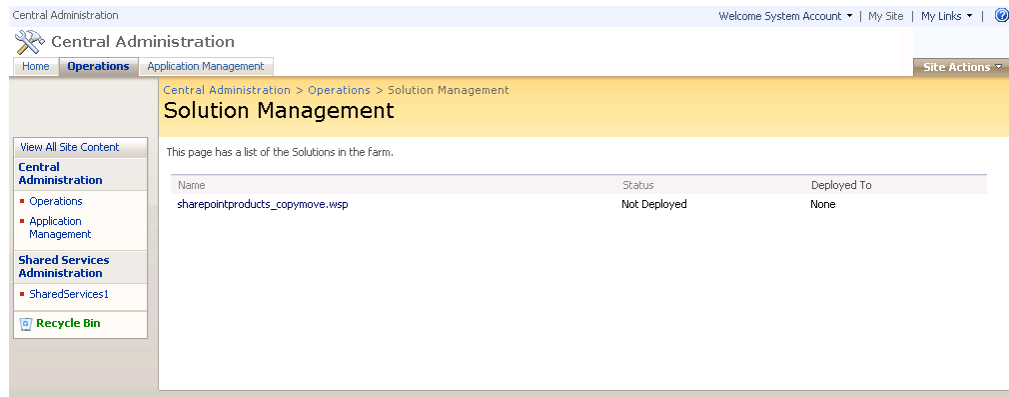 Central Administration
Welcome System Account | My Site | My Links |
Central Administration
Home Operations Application Management
Site Actions
Central Administration > Operations > Solution Management
Solution Management
View All Site Content
Central
Administration
Operations
Application
Management
Shared Services
Administration
SharedServices1
Recycle Bin
This page has a list of the Solutions in the farm.
Name Status Deployed To
sharepointproducts_copymove.wsp Not Deployed None